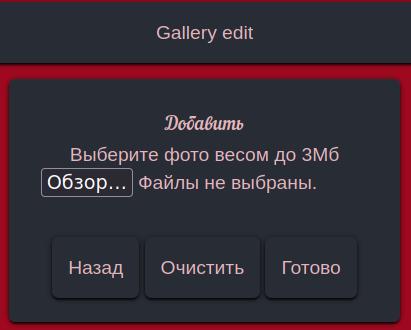 Gallery edit
Добавить
Выберите фото весом до 3Мб
Обзор... Файлы не выбраны.
Назад Очистить Готово